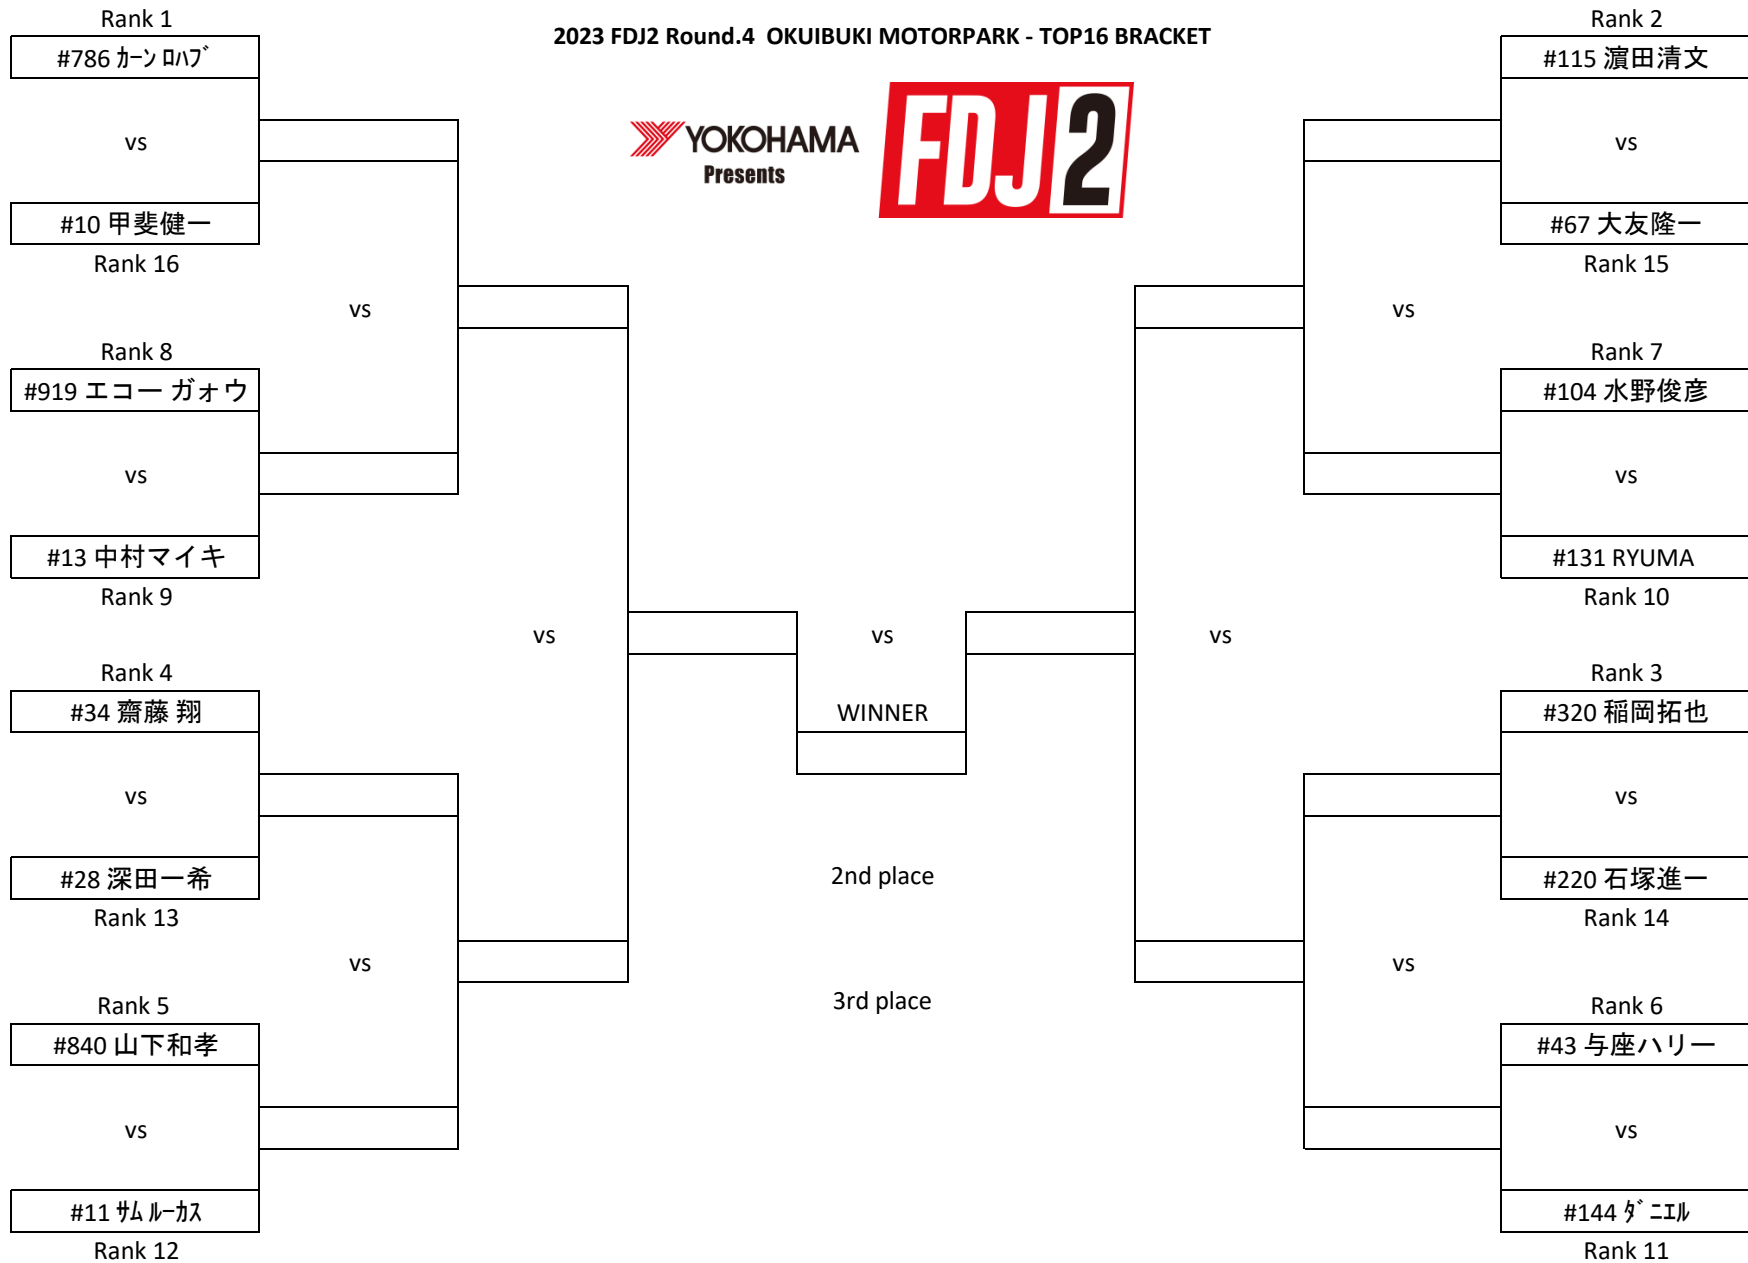 2023 FDJ2 Round.4  OKUIBUKI MOTORPARK - TOP16 BRACKET
YOKOHAMA
Presents
FDJ2
Rank 1
#786 ｶｰﾝ ﾛﾊﾌﾞ
vs
#10 甲斐健一
Rank 16
vs
Rank 8
#919 エコー ガォウ
vs
#13 中村マイキ
Rank 9
vs
Rank 4
#34 齋藤 翔
vs
#28 深田一希
Rank 13
vs
Rank 5
#840 山下和孝
vs
#11 ｻﾑ ﾙｰｶｽ
Rank 12
vs
WINNER
2nd place
3rd place
Rank 2
#115 濵田清文
vs
#67 大友隆一
Rank 15
vs
Rank 7
#104 水野俊彦
vs
#131 RYUMA
Rank 10
vs
Rank 3
#320 稲岡拓也
vs
#220 石塚進一
Rank 14
vs
Rank 6
#43 与座ハリー
vs
#144 ﾀﾞﾆｴﾙ
Rank 11